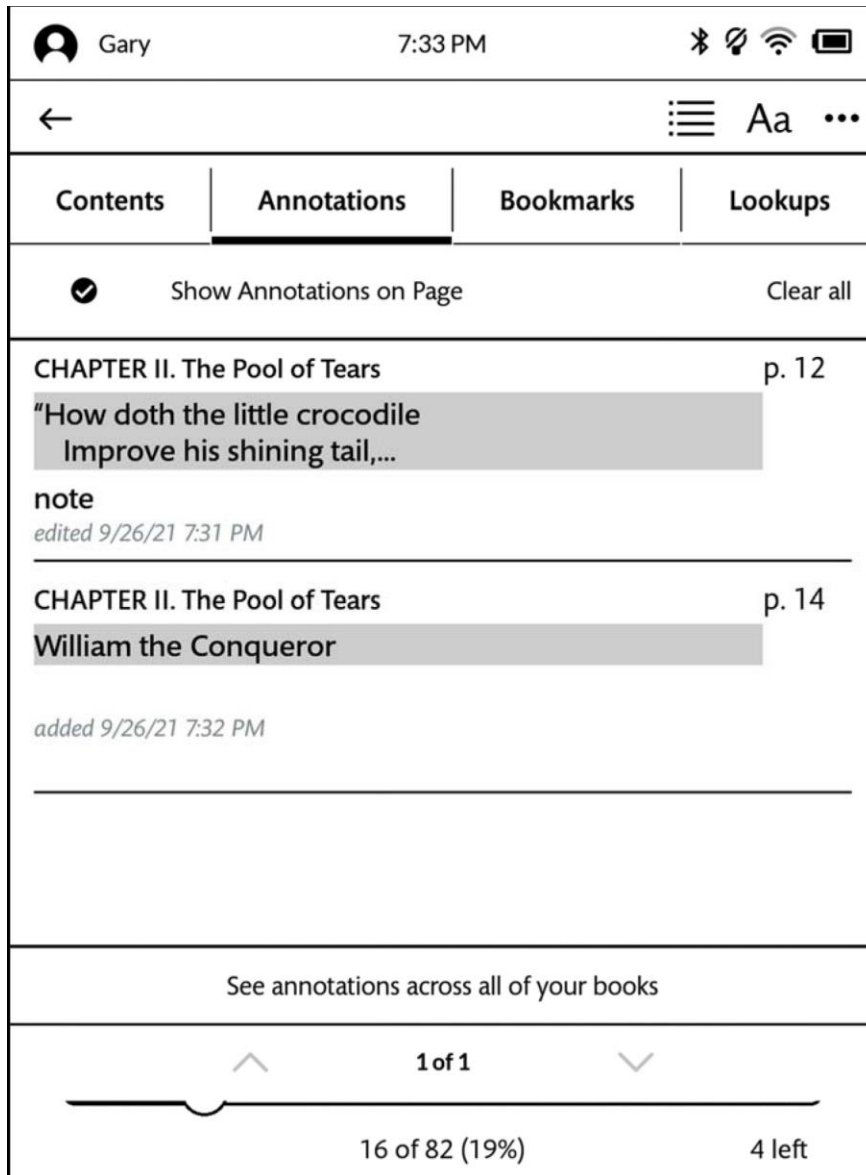 Gary 7:33 PM
Aa
Contents Annotations Bookmarks Lookups
Show Annotations on Page Clear all
CHAPTER II. The Pool of Tears p. 12
“How doth the little crocodile
Improve his shining tail,...
note
edited 9/26/21 7:31 PM
CHAPTER II. The Pool of Tears p. 14
William the Conqueror
added 9/26/21 7:32 PM
See annotations across all of your books
1 of 1
16 of 82 (19%) 4 left